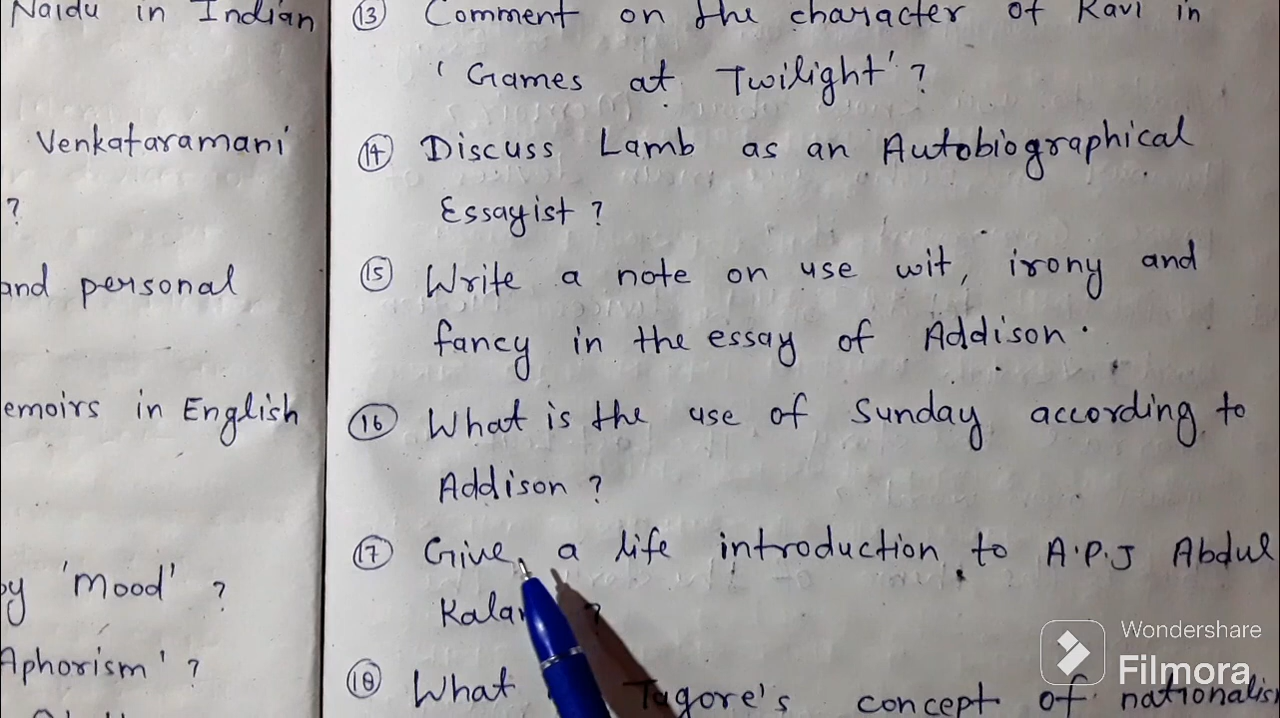 Naidu in Indian
Venkataramani
?
and personal
emoirs in English
by 'Mood' ?
Aphorism' ?
13 Comment on the character of Ravi in
'Games at Twilight' ?
14 Discuss Lamb as an Autobiographical
Essayist ?
15 Write a note on use wit, irony and
fancy in the essay of Addison.
16 What is the use of Sunday according to
Addison ?
17 Give a life introduction to A.P.J Abdul
Kala ?
18 What Tagore's concept of nationalis
Wondershare
Filmora